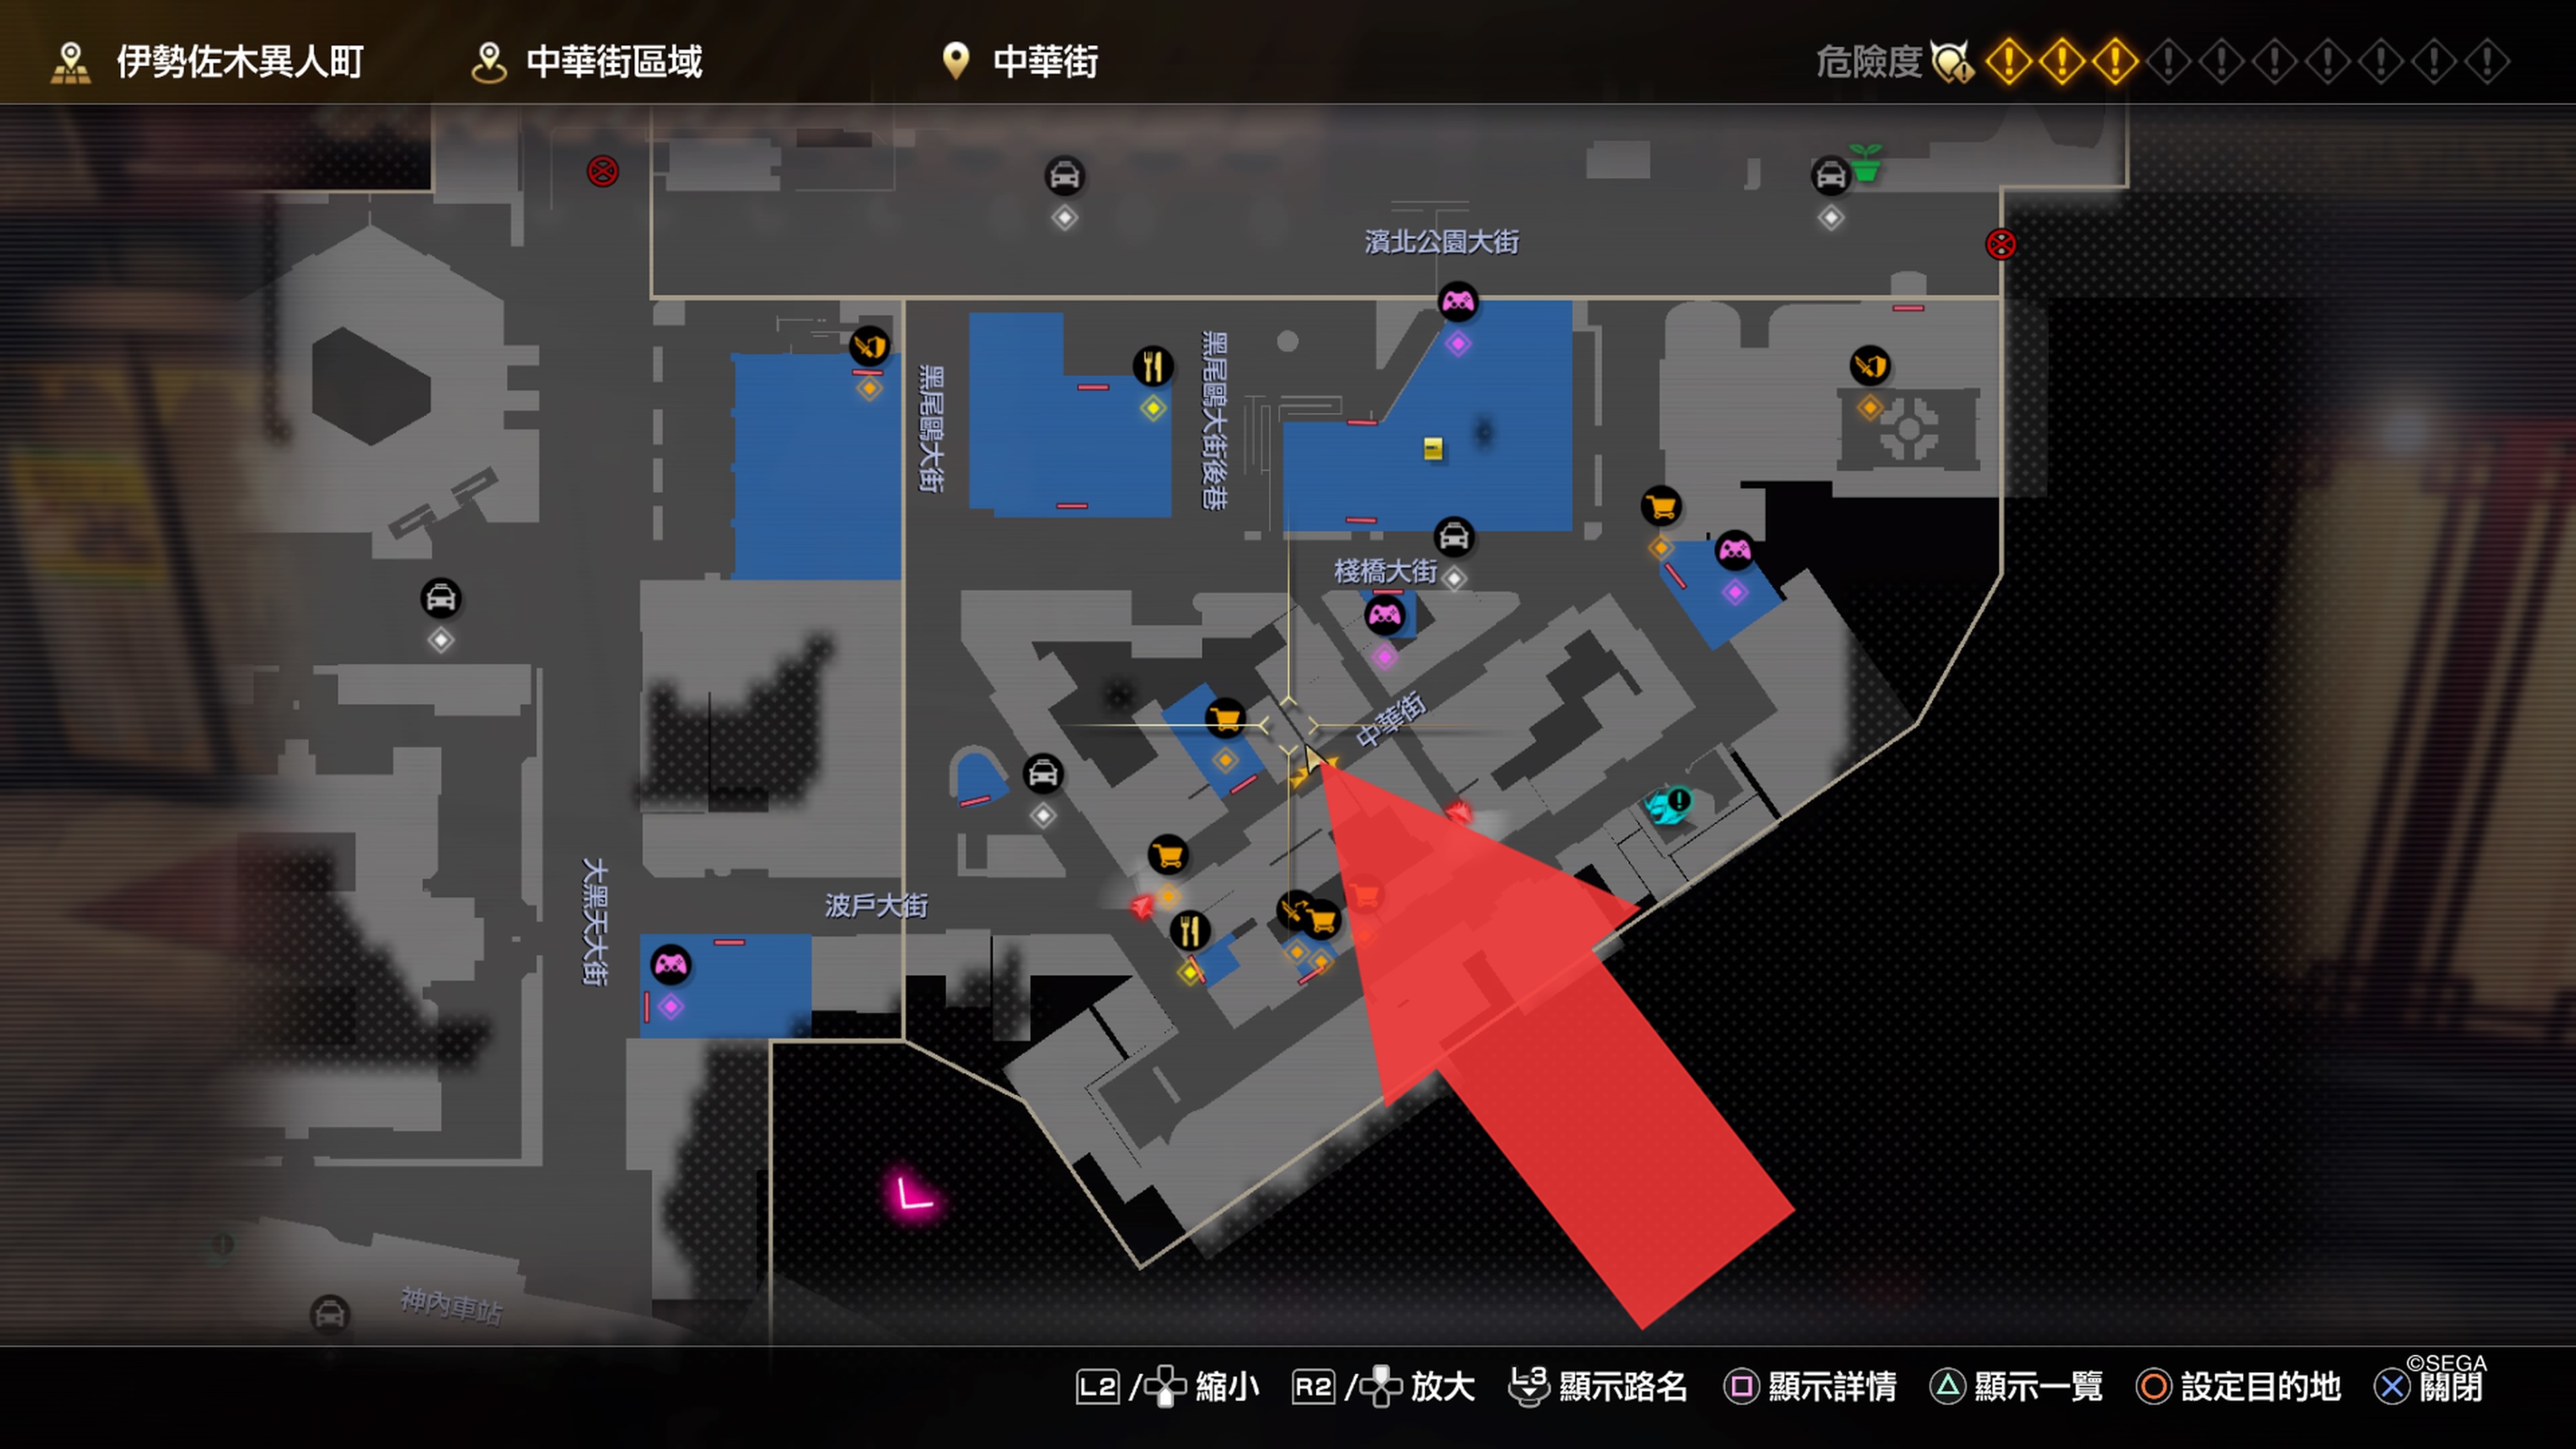 伊勢佐木異人町
中華街區域
中華街
危險度
濱北公園大街
黑尾鷗大街
黑尾鷗大街後巷
棧橋大街
中華街
大黑天大街
波戶大街
神內車站
©SEGA
L2 / 縮小 R2 / 放大 L3 顯示路名 顯示詳情 顯示一覽 設定目的地 關閉